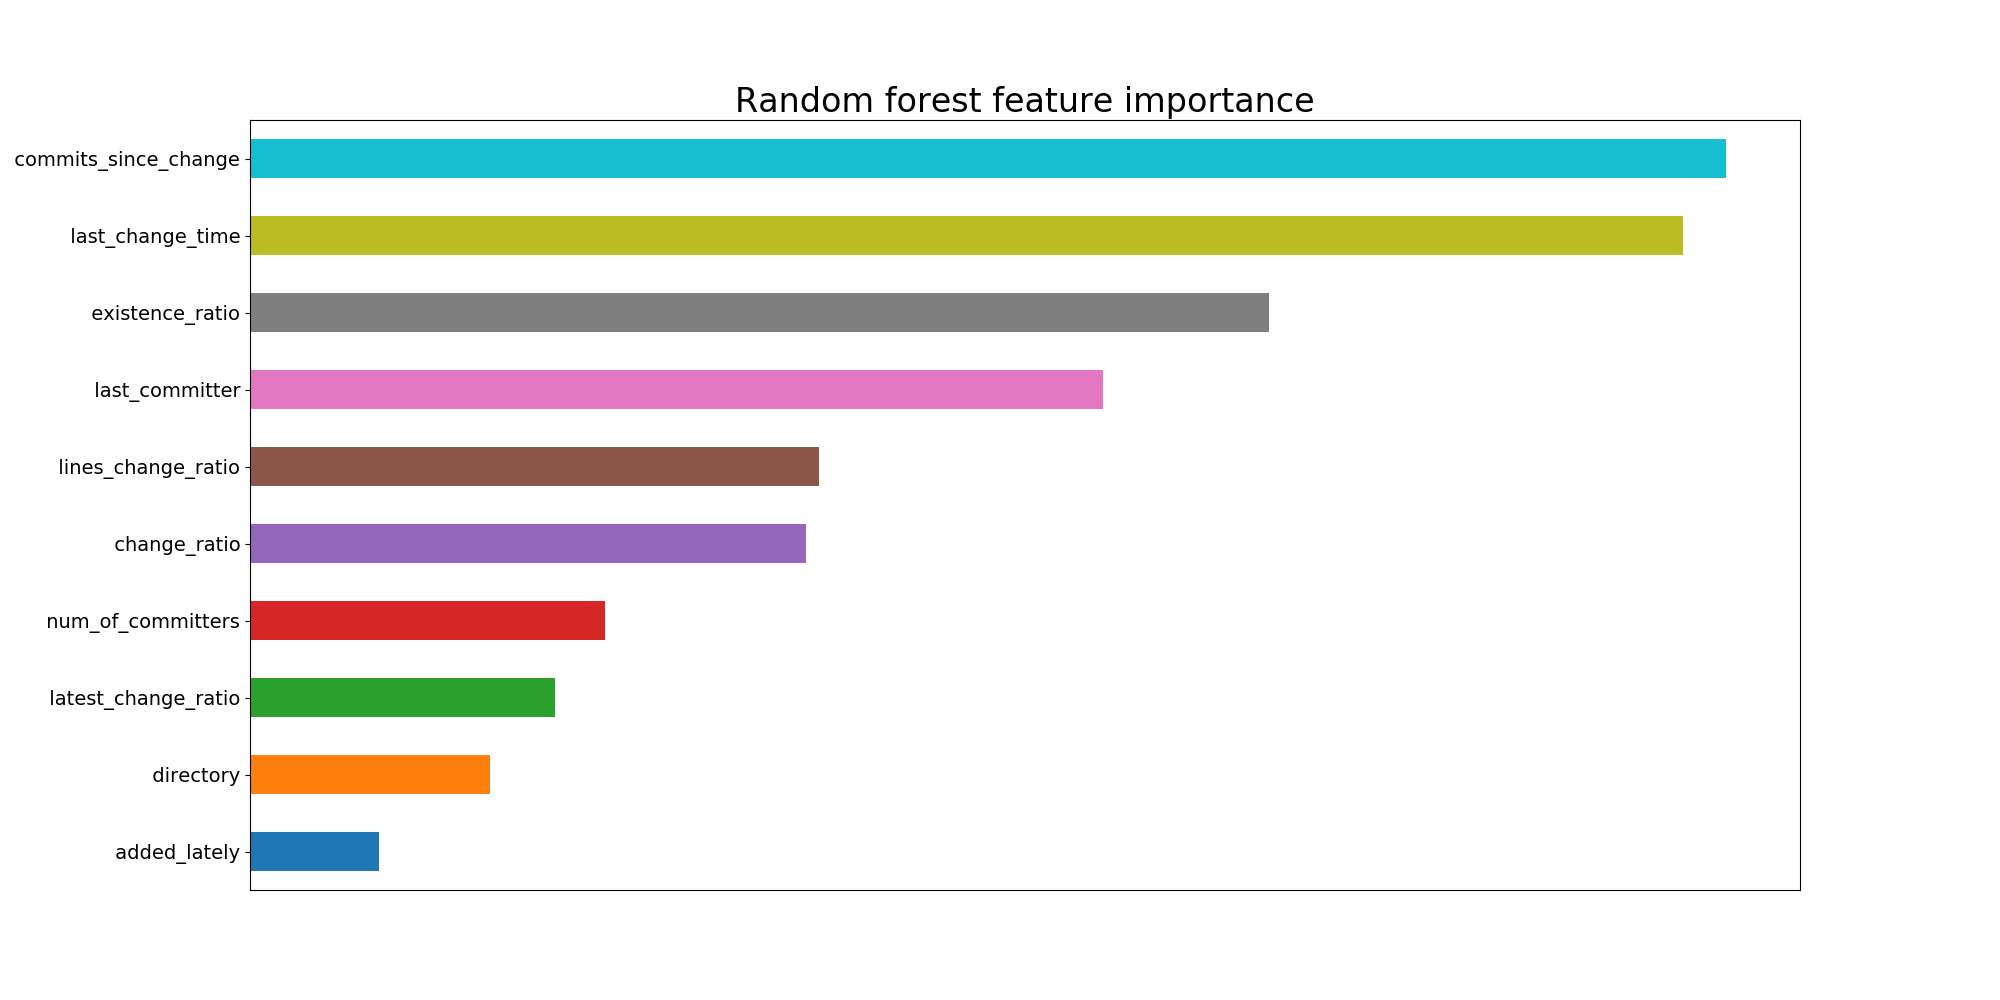 Random forest feature importance
commits_since_change
last_change_time
existence_ratio
last_committer
lines_change_ratio
change_ratio
num_of_committers
latest_change_ratio
directory
added_lately